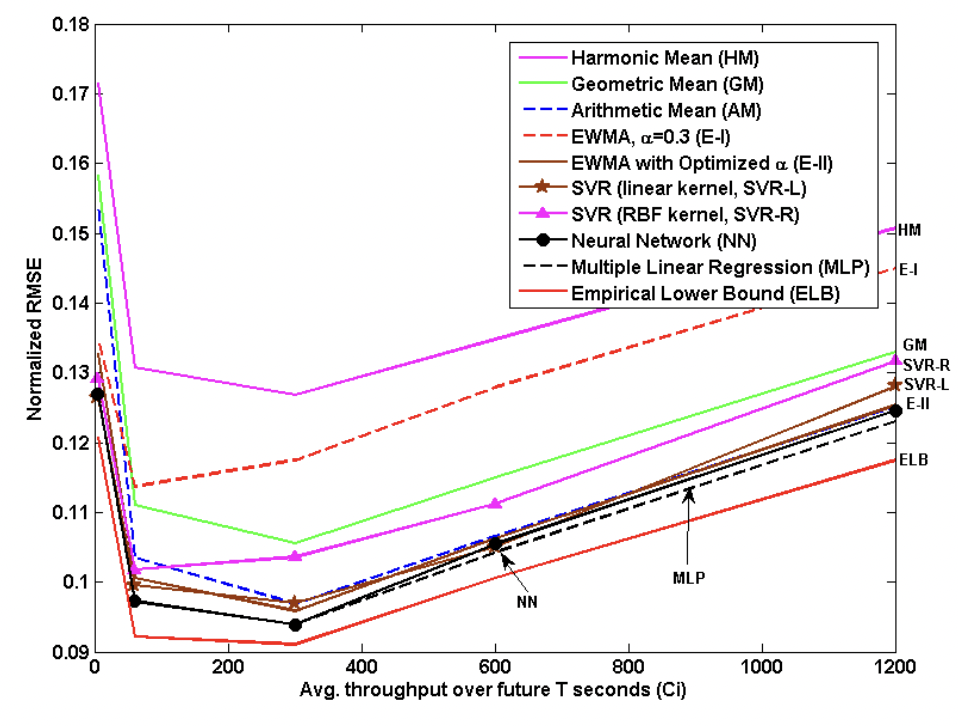 0.18
0.17
0.16
0.15
0.14
0.13
0.12
0.11
0.1
0.09
Normalized RMSE
Harmonic Mean (HM)
Geometric Mean (GM)
Arithmetic Mean (AM)
EWMA, α=0.3 (E-I)
EWMA with Optimized α (E-II)
SVR (linear kernel, SVR-L)
SVR (RBF kernel, SVR-R)
Neural Network (NN)
Multiple Linear Regression (MLP)
Empirical Lower Bound (ELB)
HM
E-I
GM
SVR-R
SVR-L
E-II
ELB
MLP
NN
0 200 400 600 800 1000 1200
Avg. throughput over future T seconds (Ci)